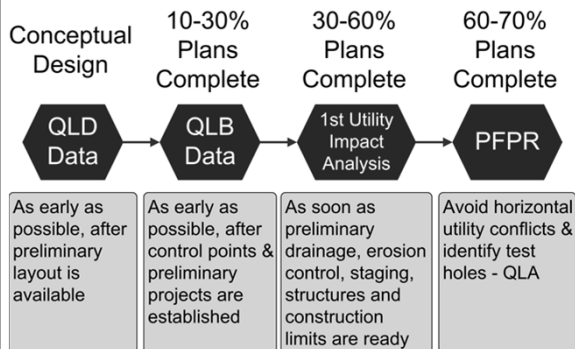 Conceptual
Design
10-30%
Plans
Complete
30-60%
Plans
Complete
60-70%
Plans
Complete
QLD
Data
QLB
Data
1st Utility
Impact
Analysis
PFPR
As early as
possible, after
preliminary
layout is
available
As early as
possible, after
control points &
preliminary
projects are
established
As soon as
preliminary
drainage, erosion
control, staging,
structures and
construction
limits are ready
Avoid horizontal
utility conflicts &
identify test
holes - QLA